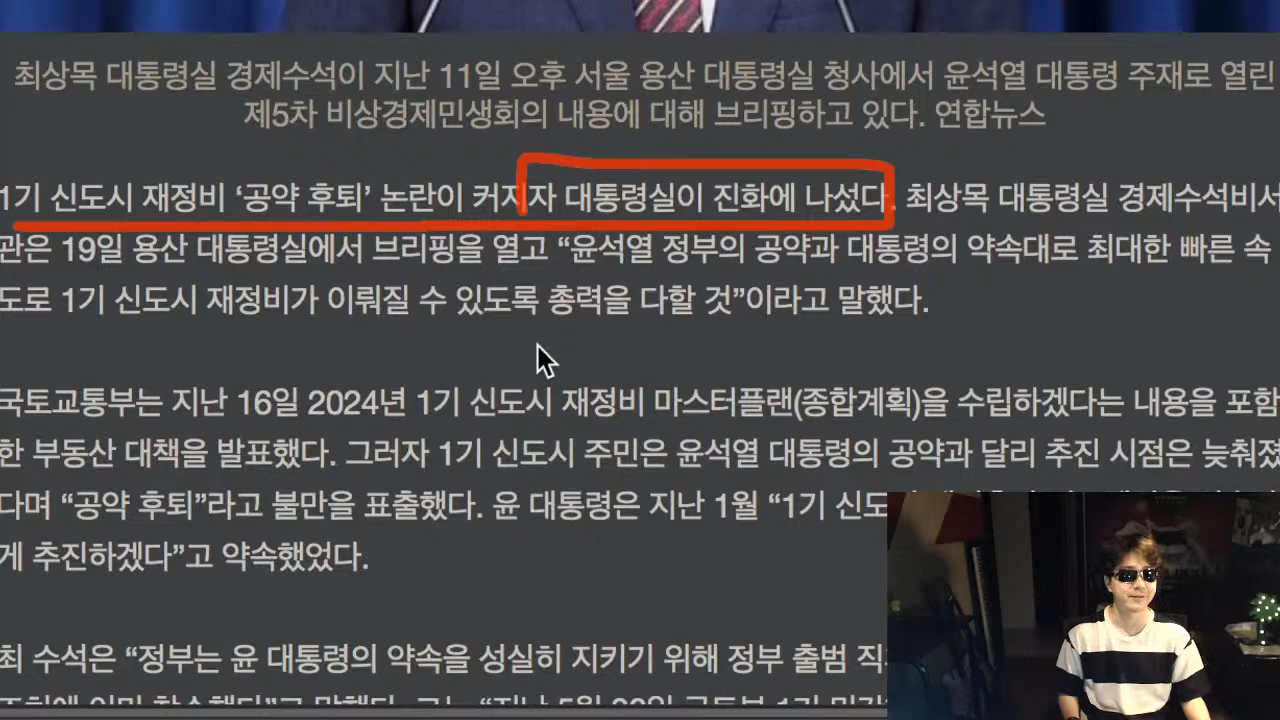 최상목 대통령실 경제수석이 지난 11일 오후 서울 용산 대통령실 청사에서 윤석열 대통령 주재로 열린
제5차 비상경제민생회의 내용에 대해 브리핑하고 있다. 연합뉴스
1기 신도시 재정비 ‘공약 후퇴’ 논란이 커지자 대통령실이 진화에 나섰다. 최상목 대통령실 경제수석비서
관은 19일 용산 대통령실에서 브리핑을 열고 “윤석열 정부의 공약과 대통령의 약속대로 최대한 빠른 속
도로 1기 신도시 재정비가 이뤄질 수 있도록 총력을 다할 것”이라고 말했다.
국토교통부는 지난 16일 2024년 1기 신도시 재정비 마스터플랜(종합계획)을 수립하겠다는 내용을 포함
한 부동산 대책을 발표했다. 그러자 1기 신도시 주민은 윤석열 대통령의 공약과 달리 추진 시점은 늦춰졌
다며 “공약 후퇴”라고 불만을 표출했다. 윤 대통령은 지난 1월 “1기 신도
게 추진하겠다”고 약속했었다.
최 수석은 “정부는 윤 대통령의 약속을 성실히 지키기 위해 정부 출범 직